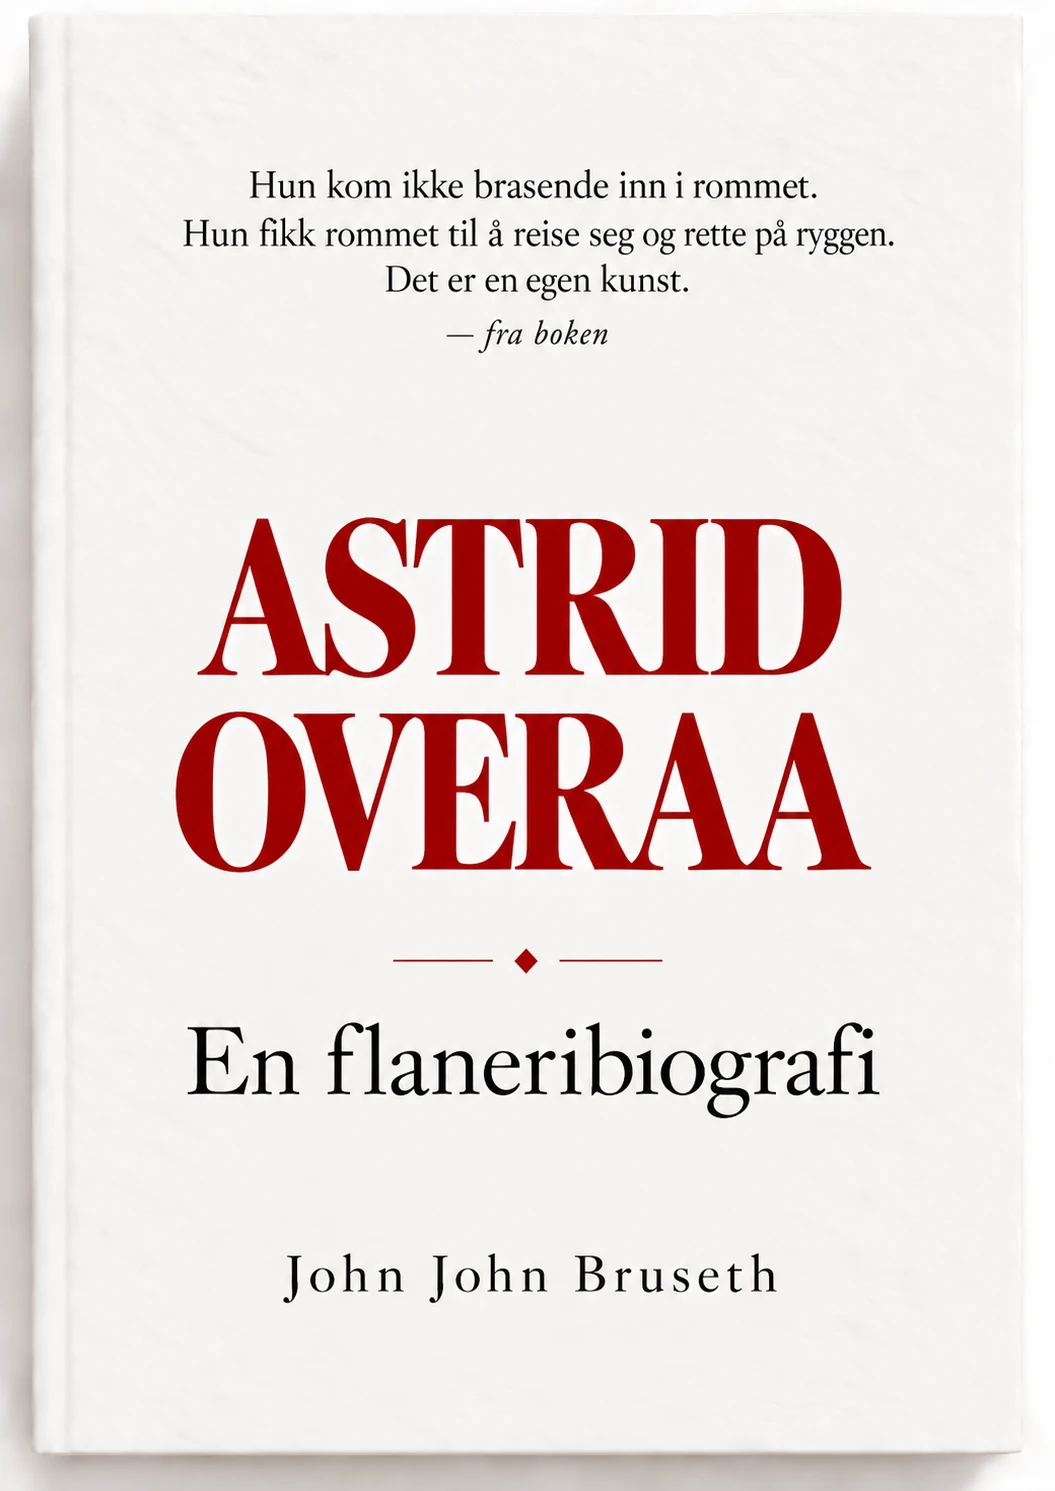 Hun kom ikke brasende inn i rommet.
Hun fikk rommet til å reise seg og rette på ryggen.
Det er en egen kunst.
— fra boken
ASTRID
OVERAA
En flaneribiografi
John John Bruseth